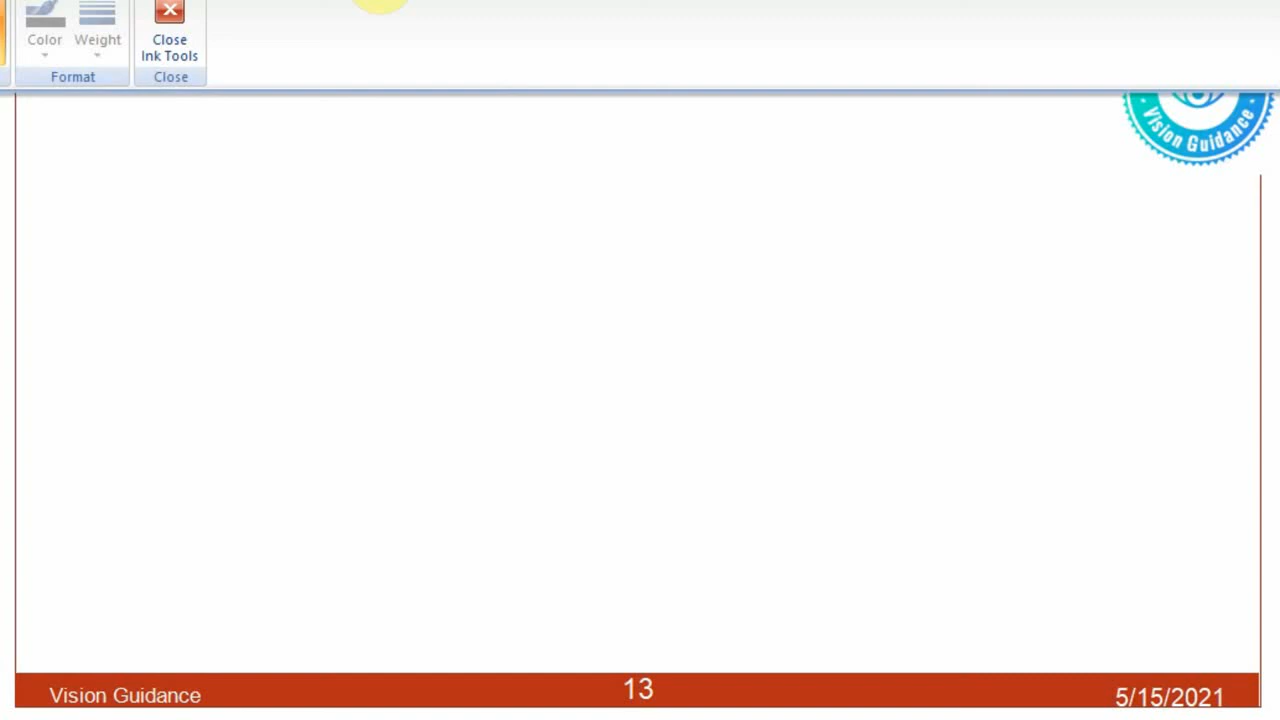 Color Weight
Close
Ink Tools
Format
Close
Vision Guidance
Vision Guidance
13
5/15/2021